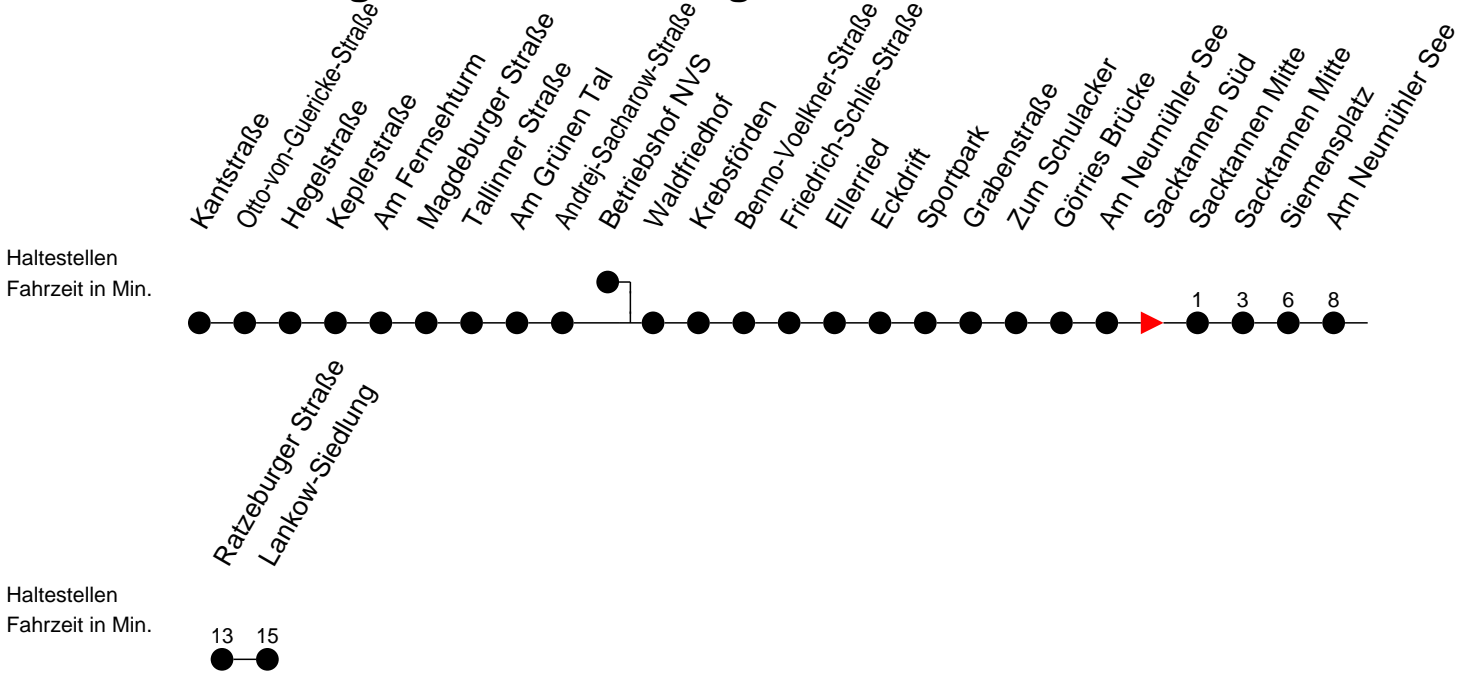 Kantstraße
Otto-von-Guericke-Straße
Hegelstraße
Keplerstraße
Am Fernsehturm
Magdeburger Straße
Tallinner Straße
Am Grünen Tal
Andrej-Sacharow-Straße
Betriebshof NVS
Waldfriedhof
Krebsförden
Benno-Voelkner-Straße
Friedrich-Schlie-Straße
Ellerried
Eckdrift
Sportpark
Grabenstraße
Zum Schulacker
Görries Brücke
Am Neumühler See
Sacktannen Süd
Sacktannen Mitte
Sacktannen Mitte
Siemensplatz
Am Neumühler See
Haltestellen
Fahrzeit in Min.
1 3 6 8
Ratzeburger Straße
Lankow-Siedlung
Haltestellen
Fahrzeit in Min.
13 15